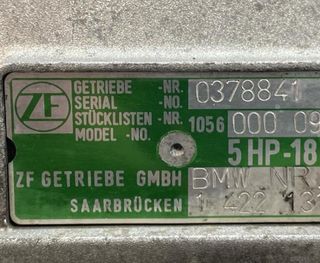 ZF
GETRIEBE -NR. 0378841
SERIAL -NO.
STÜCKLISTEN -NR. 1056 000 09
MODEL -NO.
5 HP-18
ZF GETRIEBE GMBH BMW NR
SAARBRÜCKEN 1 422 13